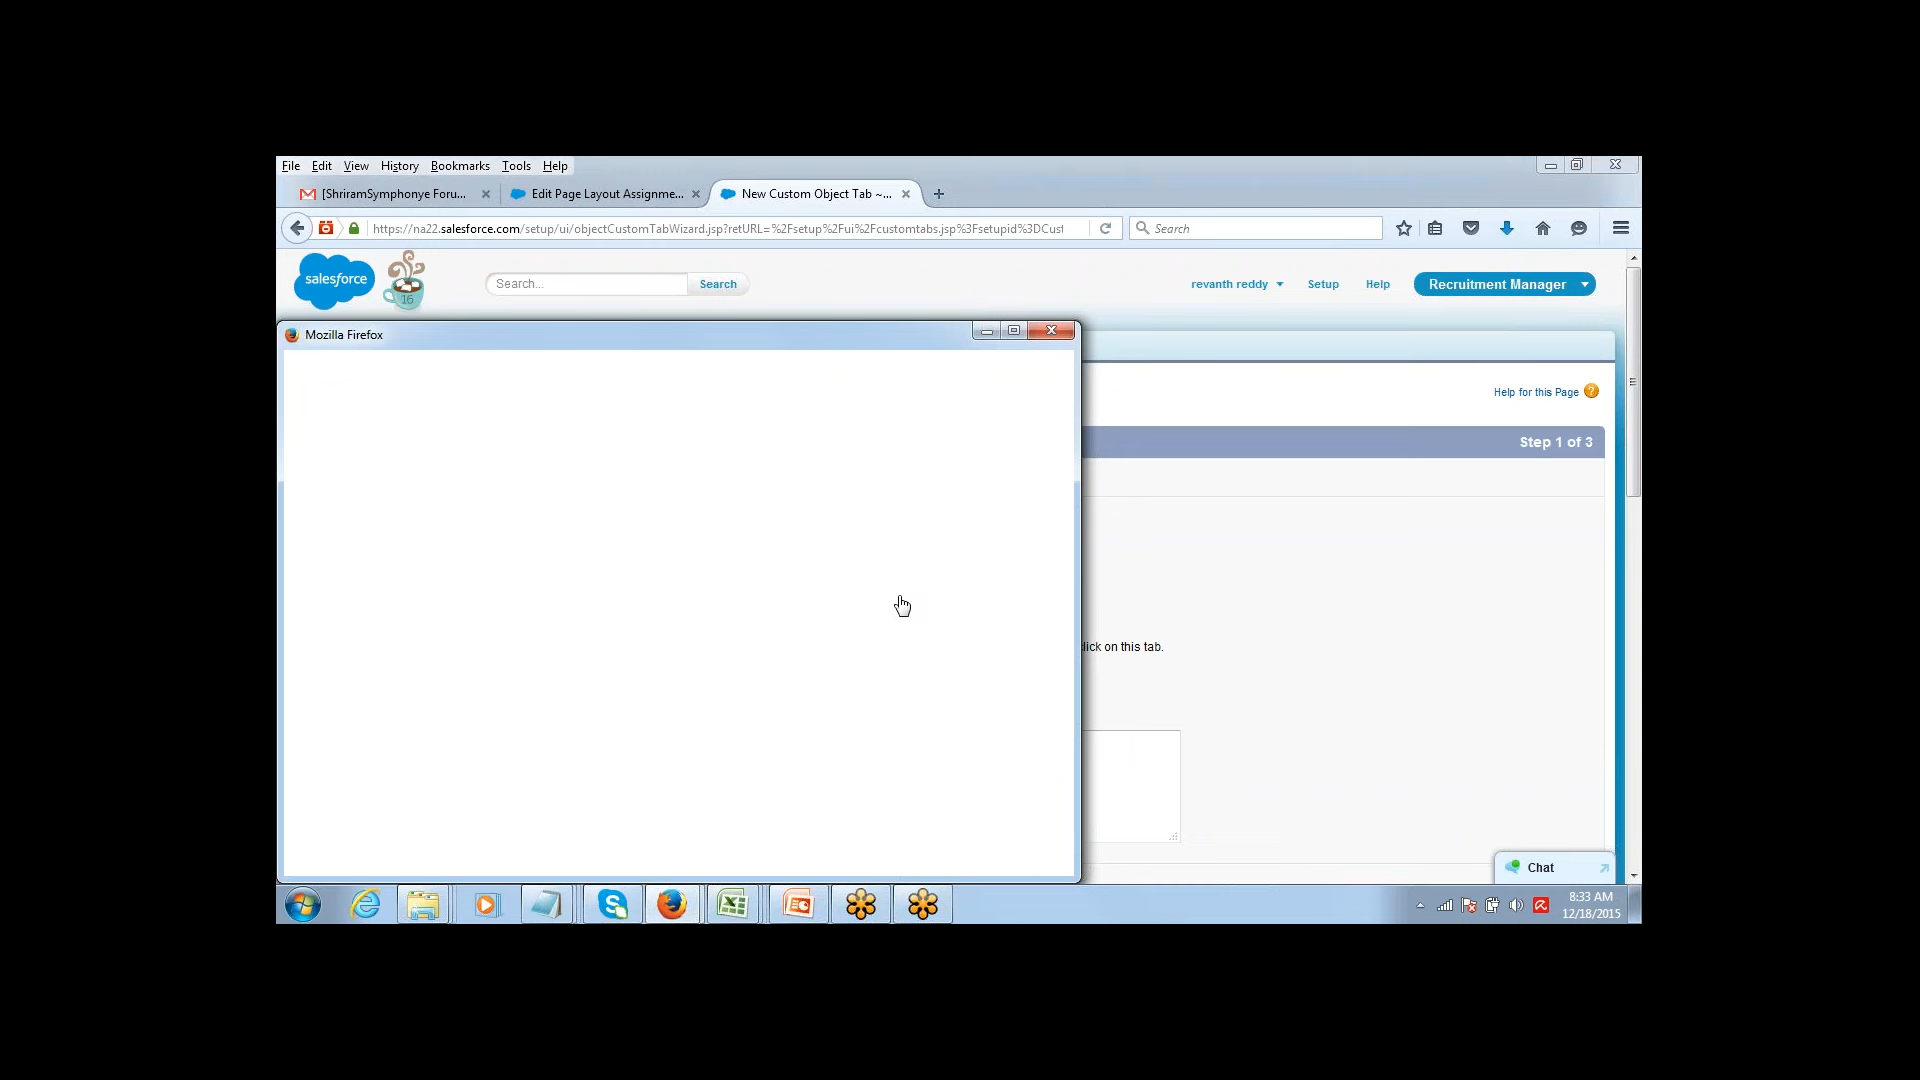 File Edit View History Bookmarks Tools Help
[ShriramSymphonye Foru... Edit Page Layout Assignme... New Custom Object Tab ~...
https://na22.salesforce.com/setup/ui/objectCustomTabWizard.jsp?retURL=%2Fsetup%2Fui%2Fcustomtabs.jsp%3Fsetupid%3DCust Search
salesforce 16 Search... Search revanth reddy Setup Help Recruitment Manager
Mozilla Firefox
Help for this Page
Step 1 of 3
click on this tab.
Chat
8:33 AM
12/18/2015